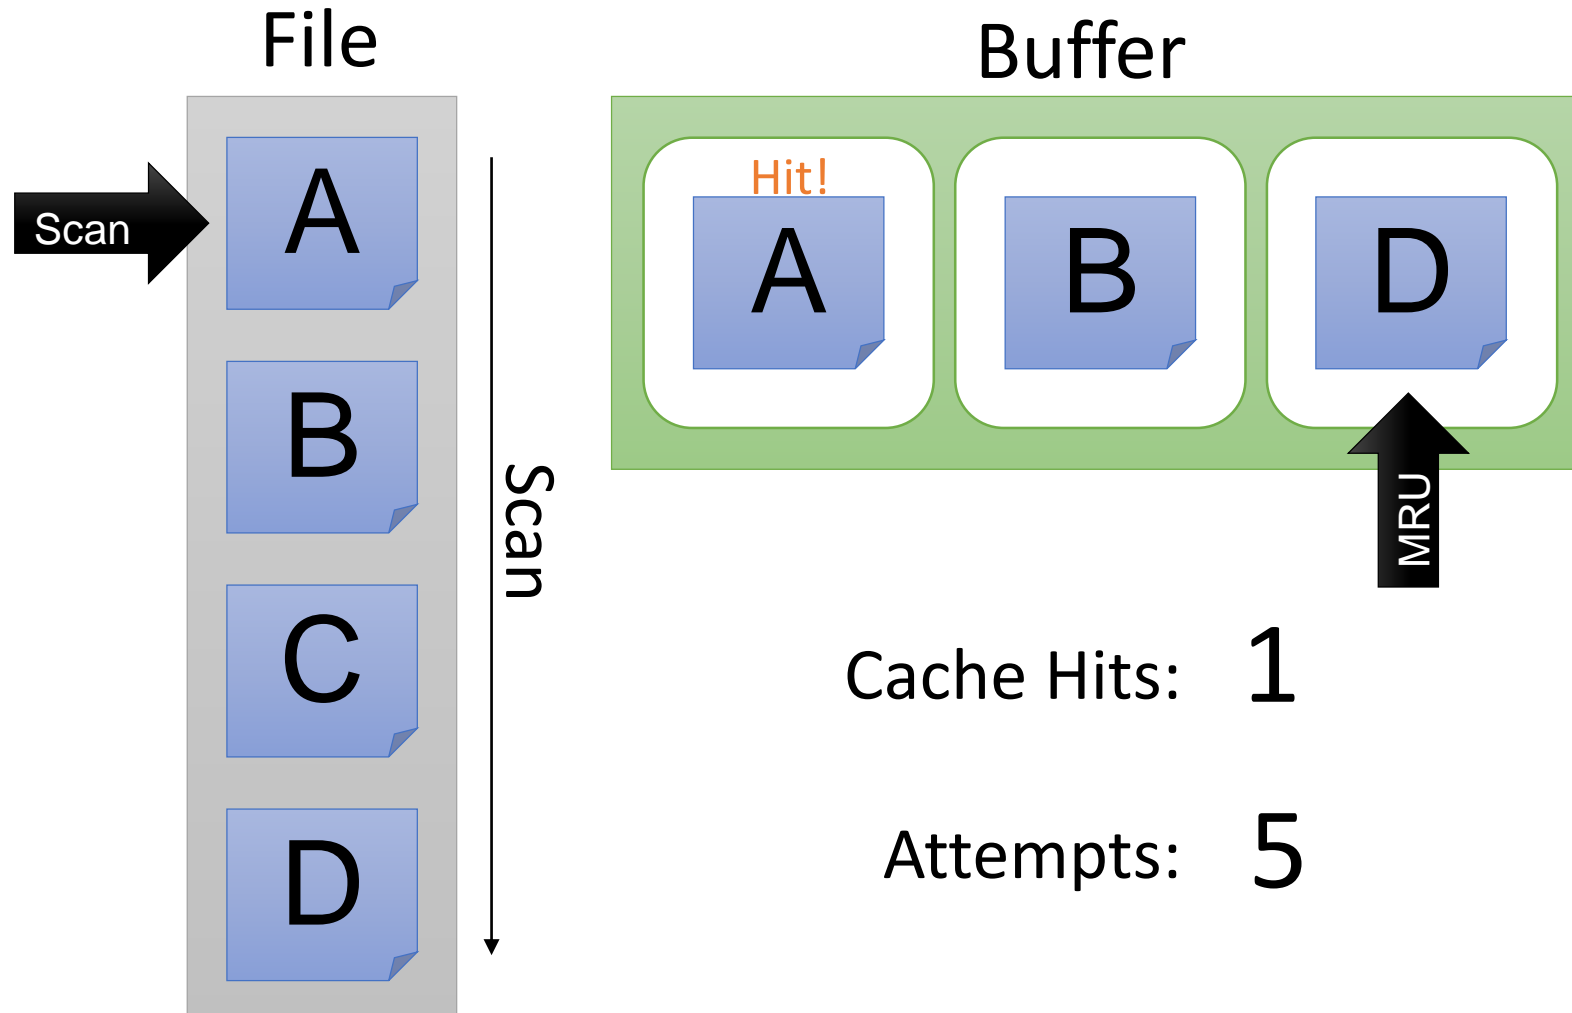 File
Scan
A
B
C
D
Scan
Buffer
Hit!
A
B
D
MRU
Cache Hits: 1
Attempts: 5